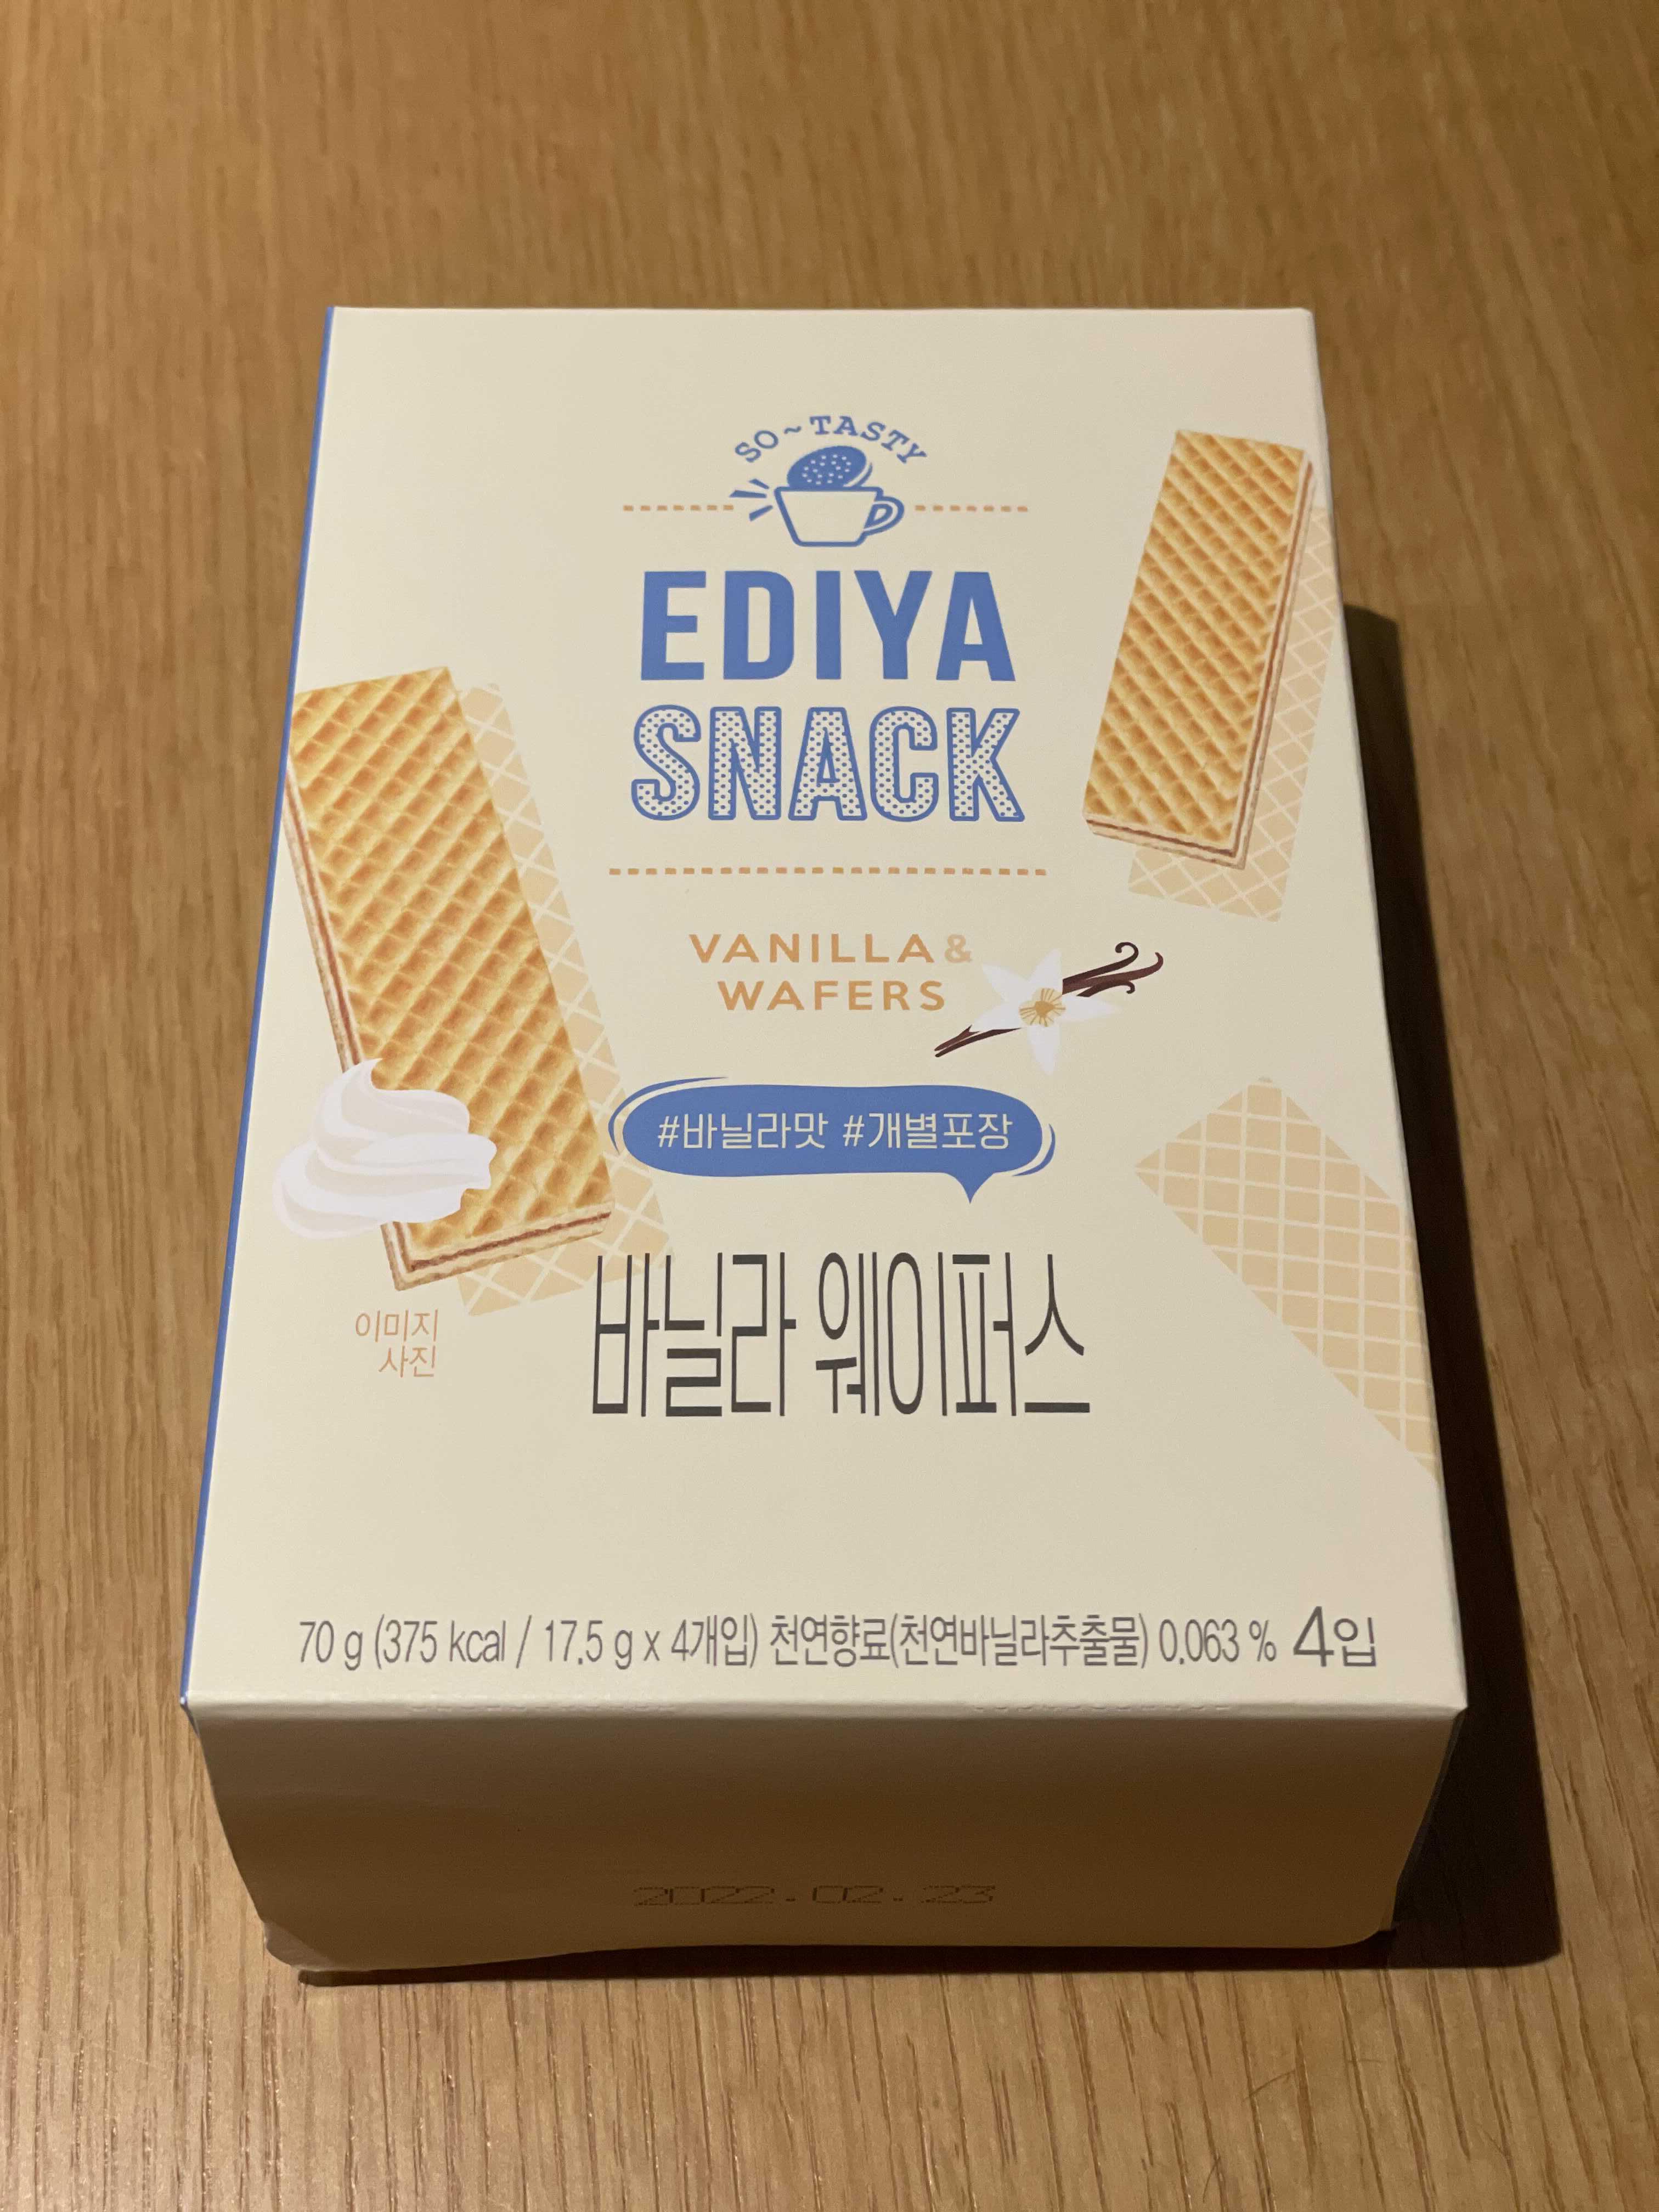 SO~TASTY
EDIYA
SNACK
VANILLA &
WAFERS
#바닐라맛 #개별포장
바닐라 웨이퍼스
이미지
사진
70 g (375 kcal / 17.5 g x 4개입) 천연향료(천연바닐라추출물) 0.063 % 4입
2022.02.23